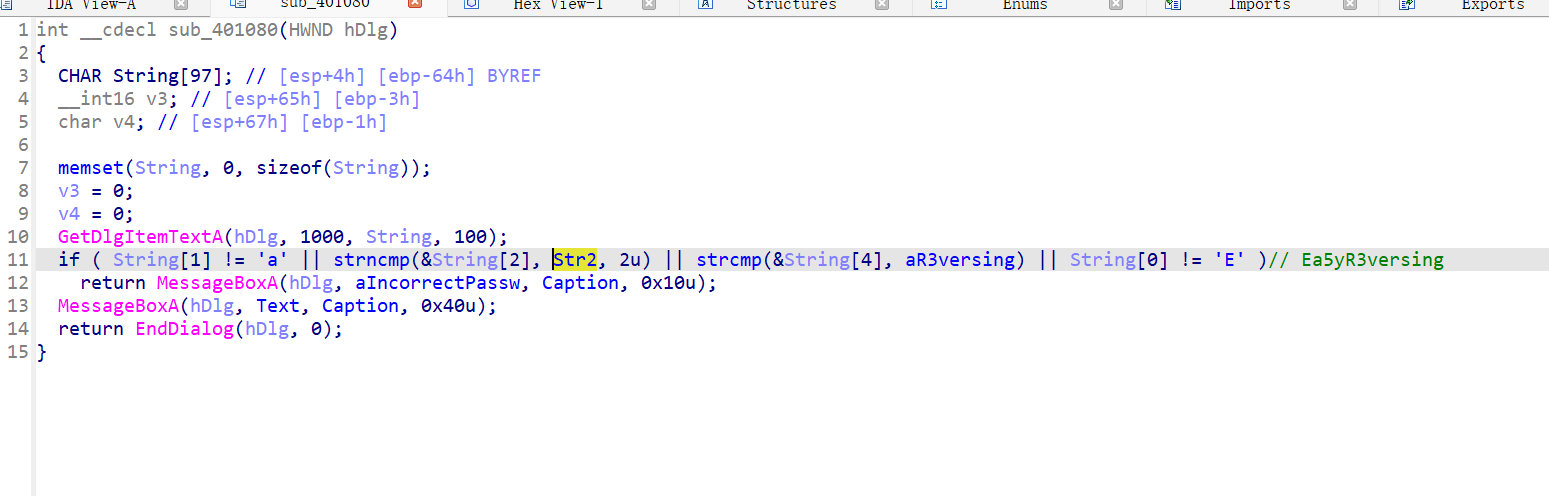 IDA View-A sub_401080 Hex View-1 Structures Enums Imports Exports
1 int __cdecl sub_401080(HWND hDlg)
2 {
3   CHAR String[97]; // [esp+4h] [ebp-64h] BYREF
4   __int16 v3; // [esp+65h] [ebp-3h]
5   char v4; // [esp+67h] [ebp-1h]
6
7   memset(String, 0, sizeof(String));
8   v3 = 0;
9   v4 = 0;
10   GetDlgItemTextA(hDlg, 1000, String, 100);
11   if ( String[1] != 'a' || strncmp(&String[2], Str2, 2u) || strcmp(&String[4], aR3versing) || String[0] != 'E' )// Ea5yR3versing
12     return MessageBoxA(hDlg, aIncorrectPassw, Caption, 0x10u);
13   MessageBoxA(hDlg, Text, Caption, 0x40u);
14   return EndDialog(hDlg, 0);
15 }